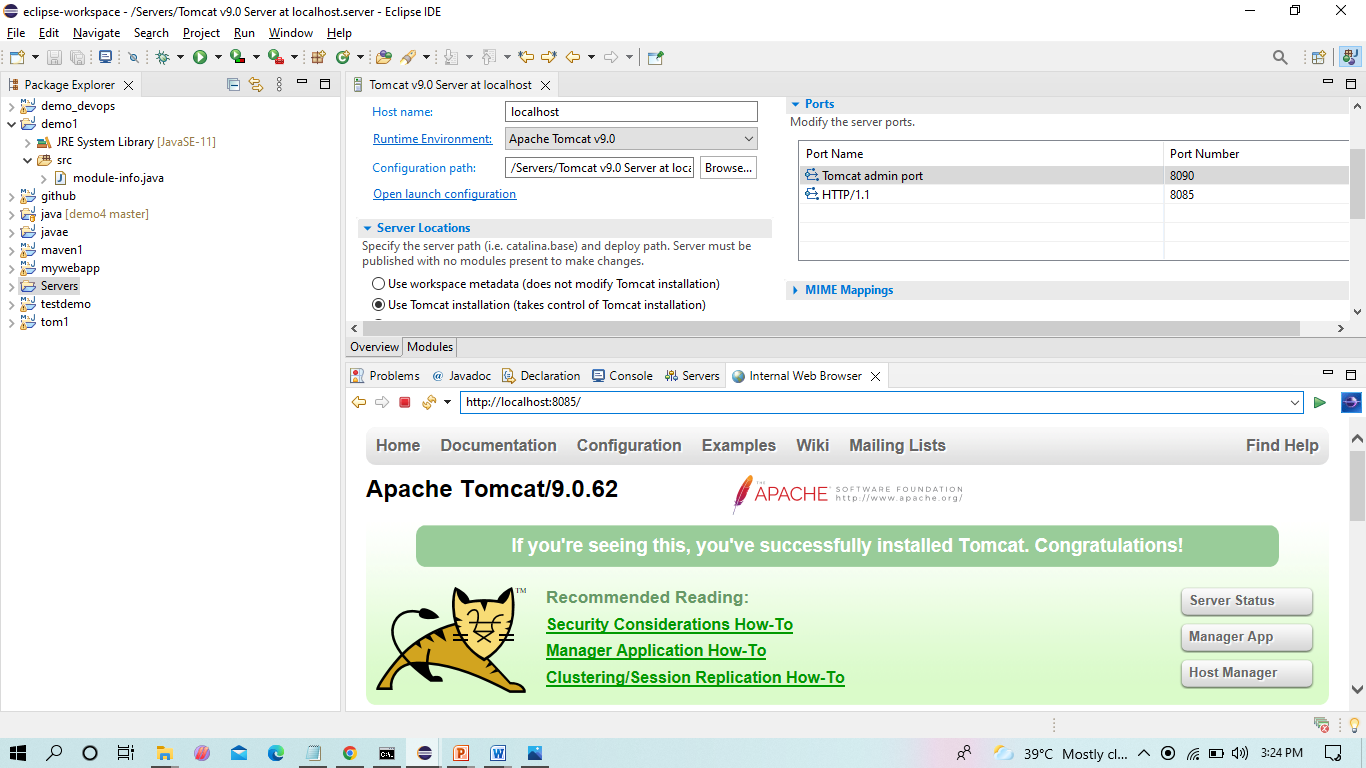 eclipse-workspace - /Servers/Tomcat v9.0 Server at localhost.server - Eclipse IDE
File Edit Navigate Search Project Run Window Help
Package Explorer
demo_devops
demo1
JRE System Library [JavaSE-11]
src
module-info.java
github
java [demo4 master]
javae
maven1
mywebapp
Servers
testdemo
tom1
Tomcat v9.0 Server at localhost
Host name: localhost
Runtime Environment: Apache Tomcat v9.0
Configuration path: /Servers/Tomcat v9.0 Server at loca Browse...
Open launch configuration
Server Locations
Specify the server path (i.e. catalina.base) and deploy path. Server must be
published with no modules present to make changes.
Use workspace metadata (does not modify Tomcat installation)
Use Tomcat installation (takes control of Tomcat installation)
Ports
Modify the server ports.
Port Name Port Number
Tomcat admin port 8090
HTTP/1.1 8085
MIME Mappings
Overview Modules
Problems @ Javadoc Declaration Console Servers Internal Web Browser
http://localhost:8085/
Home Documentation Configuration Examples Wiki Mailing Lists Find Help
Apache Tomcat/9.0.62
THE APACHE SOFTWARE FOUNDATION
http://www.apache.org/
If you're seeing this, you've successfully installed Tomcat. Congratulations!
TM
Recommended Reading:
Security Considerations How-To
Manager Application How-To
Clustering/Session Replication How-To
Server Status
Manager App
Host Manager
39°C Mostly cl... 3:24 PM